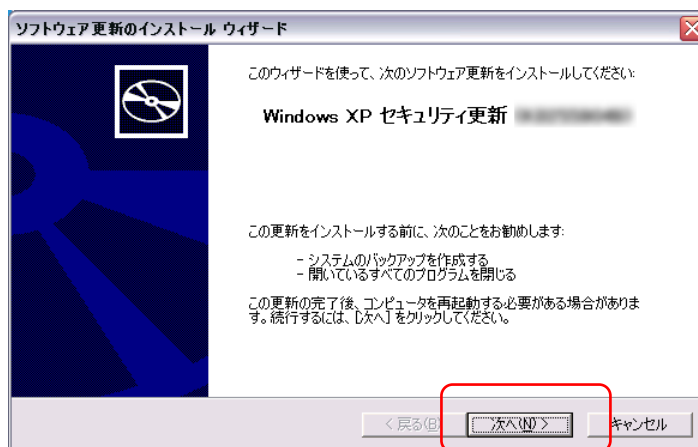 ソフトウェア更新のインストール ウィザード
このウィザードを使って、次のソフトウェア更新をインストールしてください:
Windows XP セキュリティ更新
この更新をインストールする前に、次のことをお勧めします:
- システムのバックアップを作成する
- 開いているすべてのプログラムを閉じる
この更新の完了後、コンピュータを再起動する必要がある場合がありま
す。続行するには、[次へ] をクリックしてください。
< 戻る(B) 次へ(N) > キャンセル